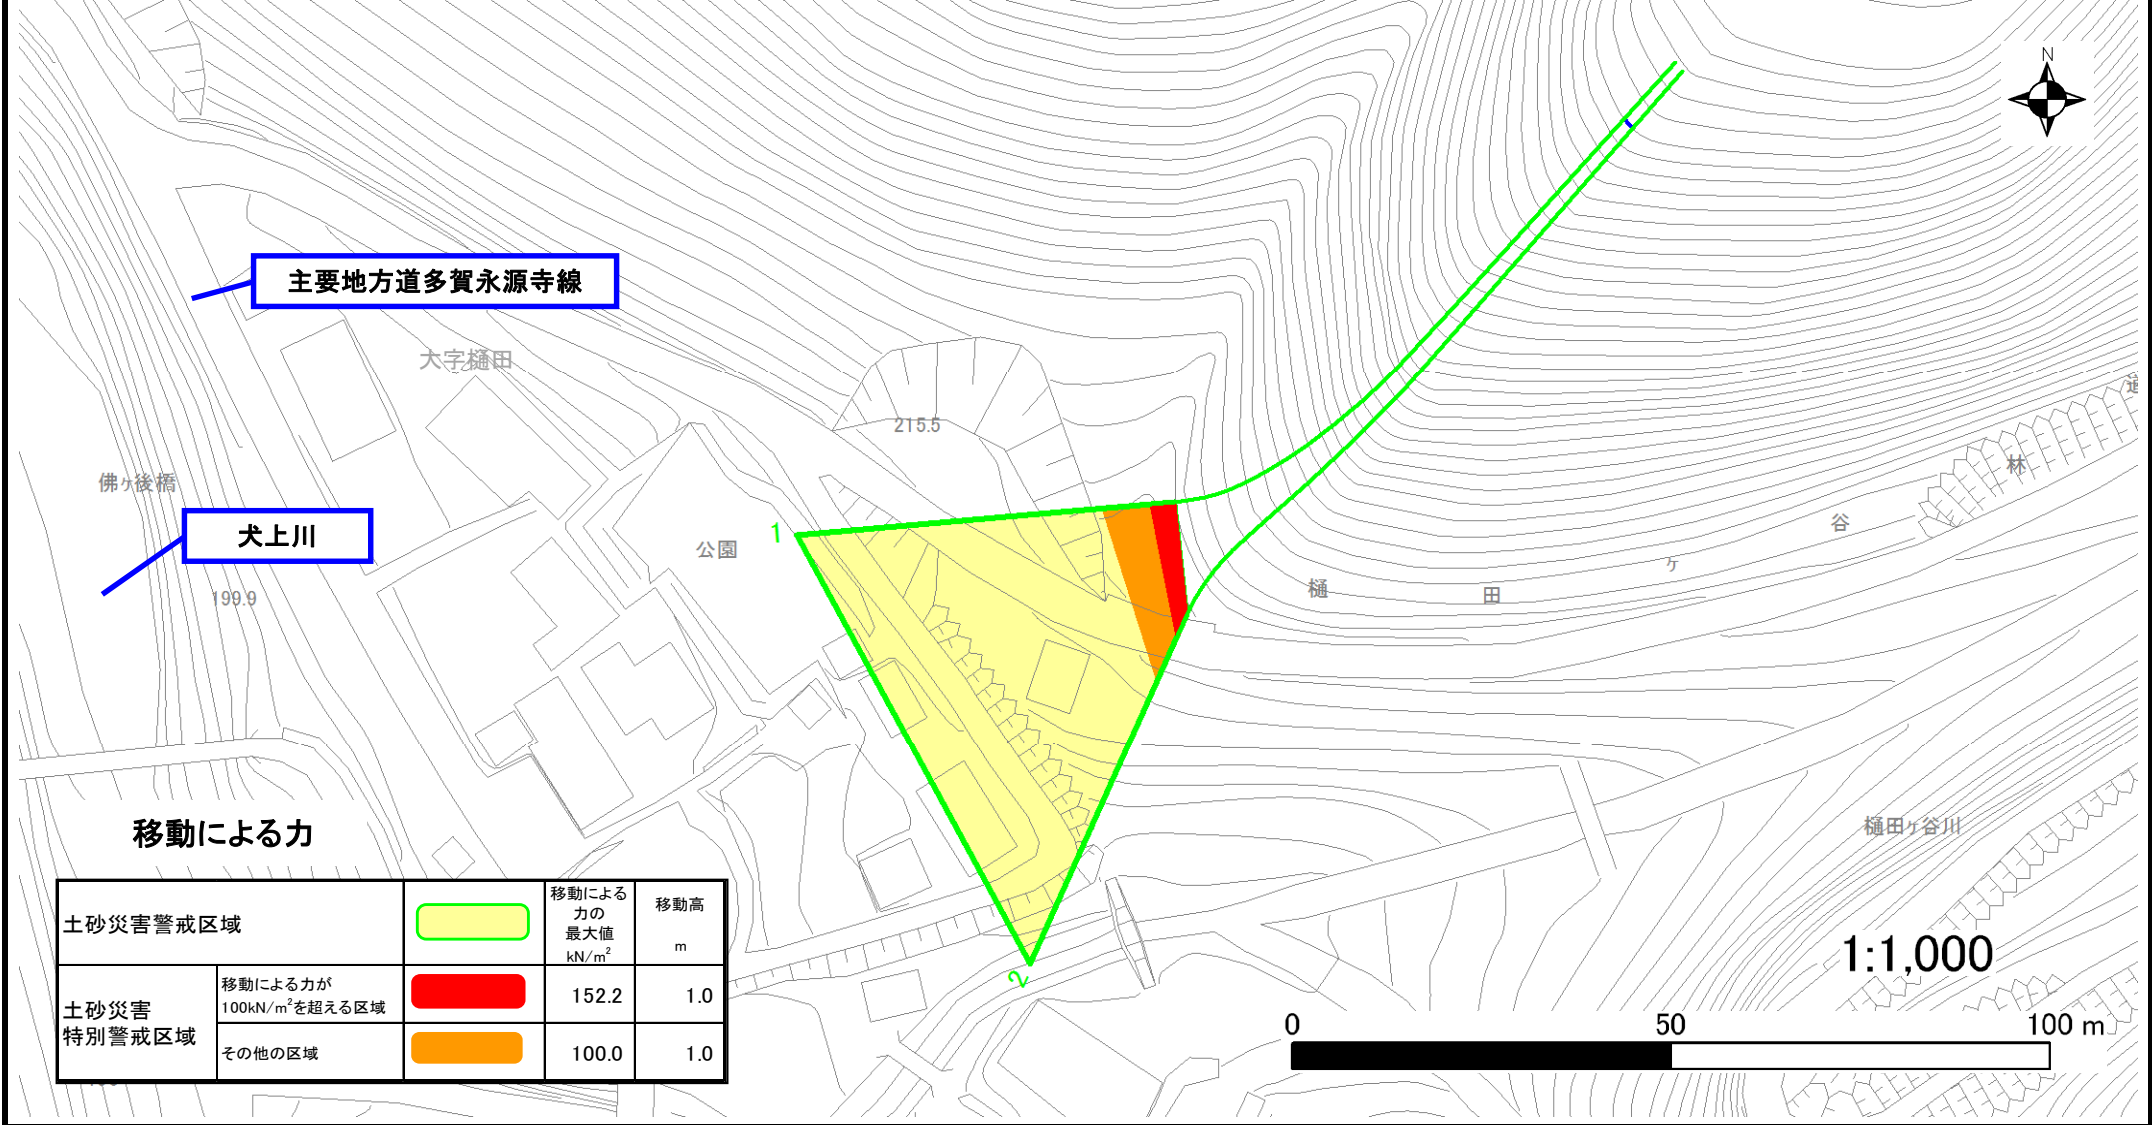 N
主要地方道多賀永源寺線
大字樋田
215.5
佛ヶ後橋
犬上川
199.9
公園
1
2
道
林
谷
ヶ
田
樋
樋田ヶ谷川
移動による力
土砂災害警戒区域
移動による
力の
最大値
kN/m²
移動高
m
土砂災害
特別警戒区域
移動による力が
100kN/m²を超える区域
152.2
1.0
その他の区域
100.0
1.0
1:1,000
0
50
100 m